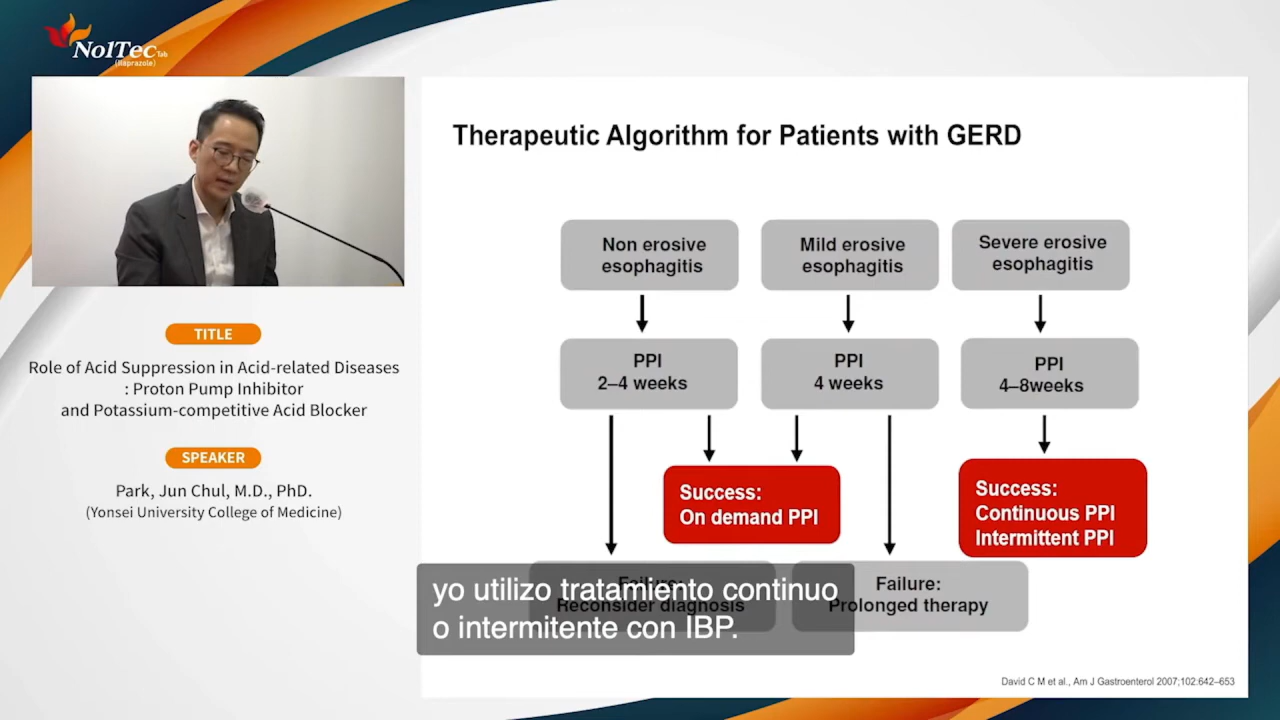 NolTec Tab
(Ilaprazole)
TITLE
Role of Acid Suppression in Acid-related Diseases
: Proton Pump Inhibitor
and Potassium-competitive Acid Blocker
SPEAKER
Park, Jun Chul, M.D., PhD.
(Yonsei University College of Medicine)
Therapeutic Algorithm for Patients with GERD
Non erosive
esophagitis
Mild erosive
esophagitis
Severe erosive
esophagitis
PPI
2–4 weeks
PPI
4 weeks
PPI
4–8weeks
Success:
On demand PPI
Success:
Continuous PPI
Intermittent PPI
Failure:
Reconsider diagnosis
Failure:
Prolonged therapy
yo utilizo tratamiento continuo
o intermitente con IBP.
David C M et al., Am J Gastroenterol 2007;102:642–653